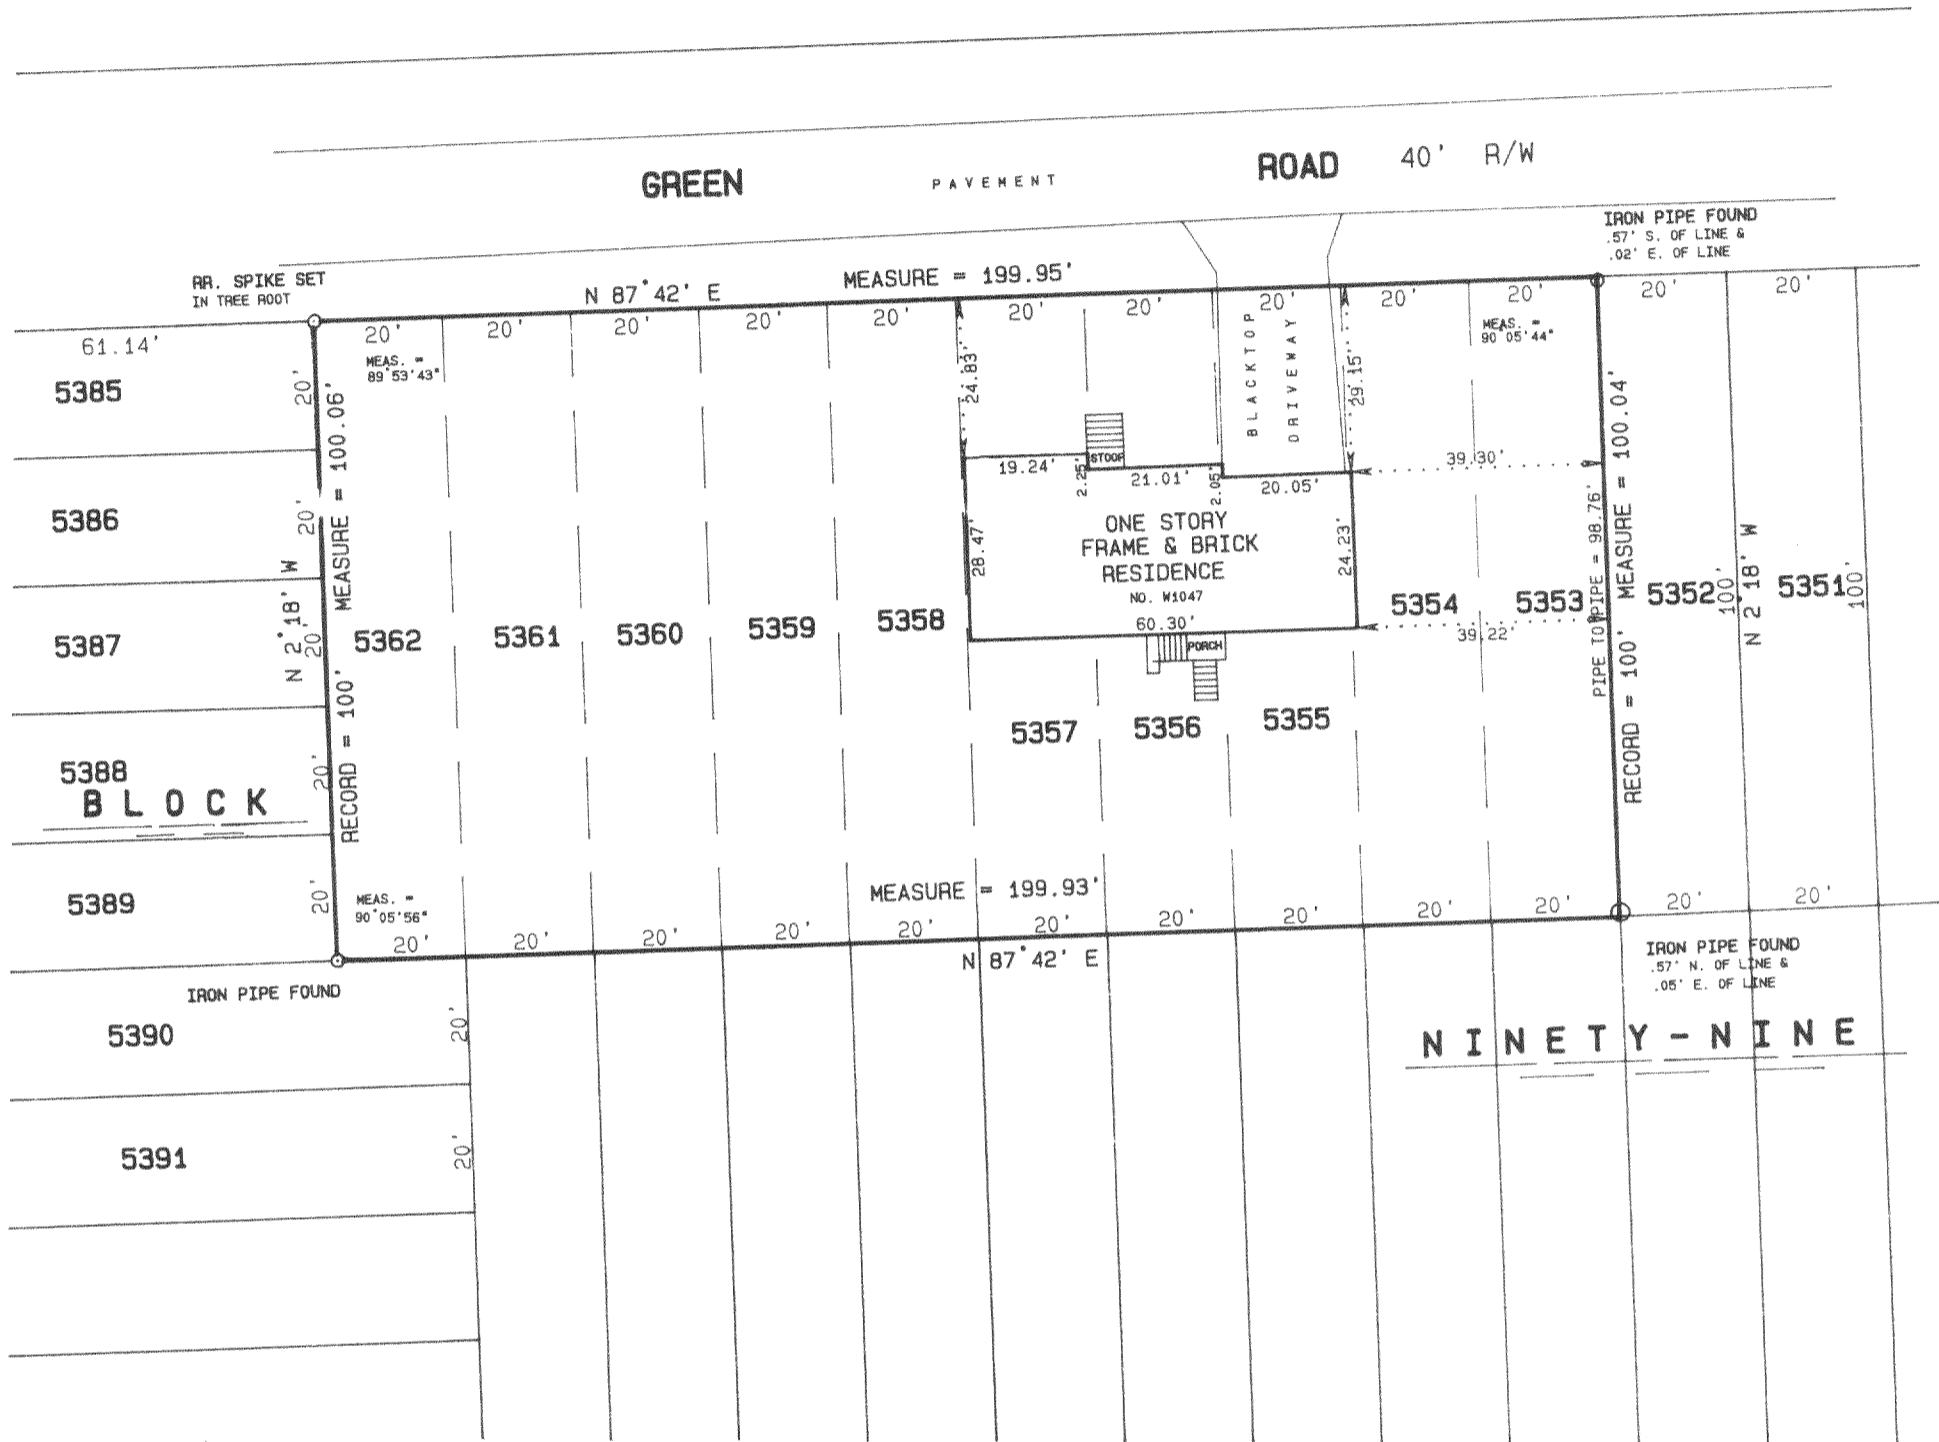 GREEN PAVEMENT ROAD 40' R/W
IRON PIPE FOUND
.57' S. OF LINE &
.02' E. OF LINE
RR. SPIKE SET
IN TREE ROOT
N 87°42' E
MEASURE = 199.95'
61.14'
20' 20' 20' 20' 20' 20' 20' 20' 20' 20' 20' 20'
MEAS. =
89°53'43"
MEAS. =
90°05'44"
24.83'
BLACKTOP
DRIVEWAY
29.15'
5385
20'
5386
20'
5387
20'
5388
20'
5389
20'
N 2°18' W
MEASURE = 100.06'
RECORD = 100'
STOOP
19.24'
2.25'
21.01'
2.05'
20.05'
39.30'
28.47'
ONE STORY
FRAME & BRICK
RESIDENCE
NO. W1047
60.30'
24.23'
39.22'
PORCH
PIPE TO PIPE = 98.76'
MEASURE = 100.04'
RECORD = 100'
5362 5361 5360 5359 5358 5354 5353 5352 5351
100'
N 2°18' W
100'
5357 5356 5355
BLOCK
MEAS. =
90°05'56"
MEASURE = 199.93'
20' 20' 20' 20' 20' 20' 20' 20' 20' 20' 20' 20'
N 87°42' E
IRON PIPE FOUND
IRON PIPE FOUND
.57' N. OF LINE &
.05' E. OF LINE
5390
20'
NINETY-NINE
5391
20'